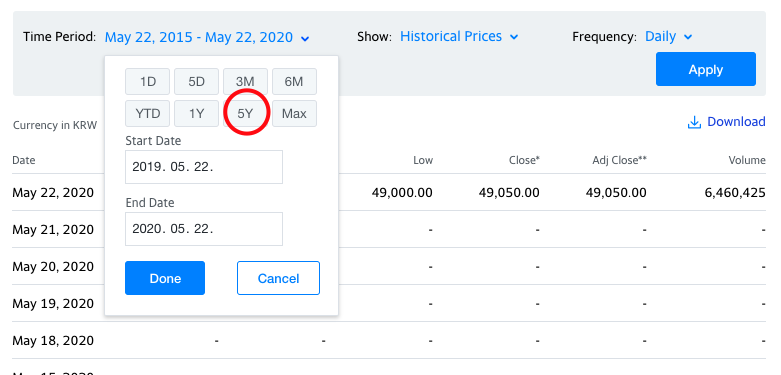 Time Period: May 22, 2015 - May 22, 2020 Show: Historical Prices Frequency: Daily
Apply
1D 5D 3M 6M
YTD 1Y 5Y Max
Currency in KRW Download
Start Date
Date Low Close* Adj Close** Volume
2019. 05. 22.
May 22, 2020 49,000.00 49,050.00 49,050.00 6,460,425
End Date
May 21, 2020 - - - -
2020. 05. 22.
May 20, 2020 - - - -
Done Cancel
May 19, 2020 - - - -
May 18, 2020 - - - - - -